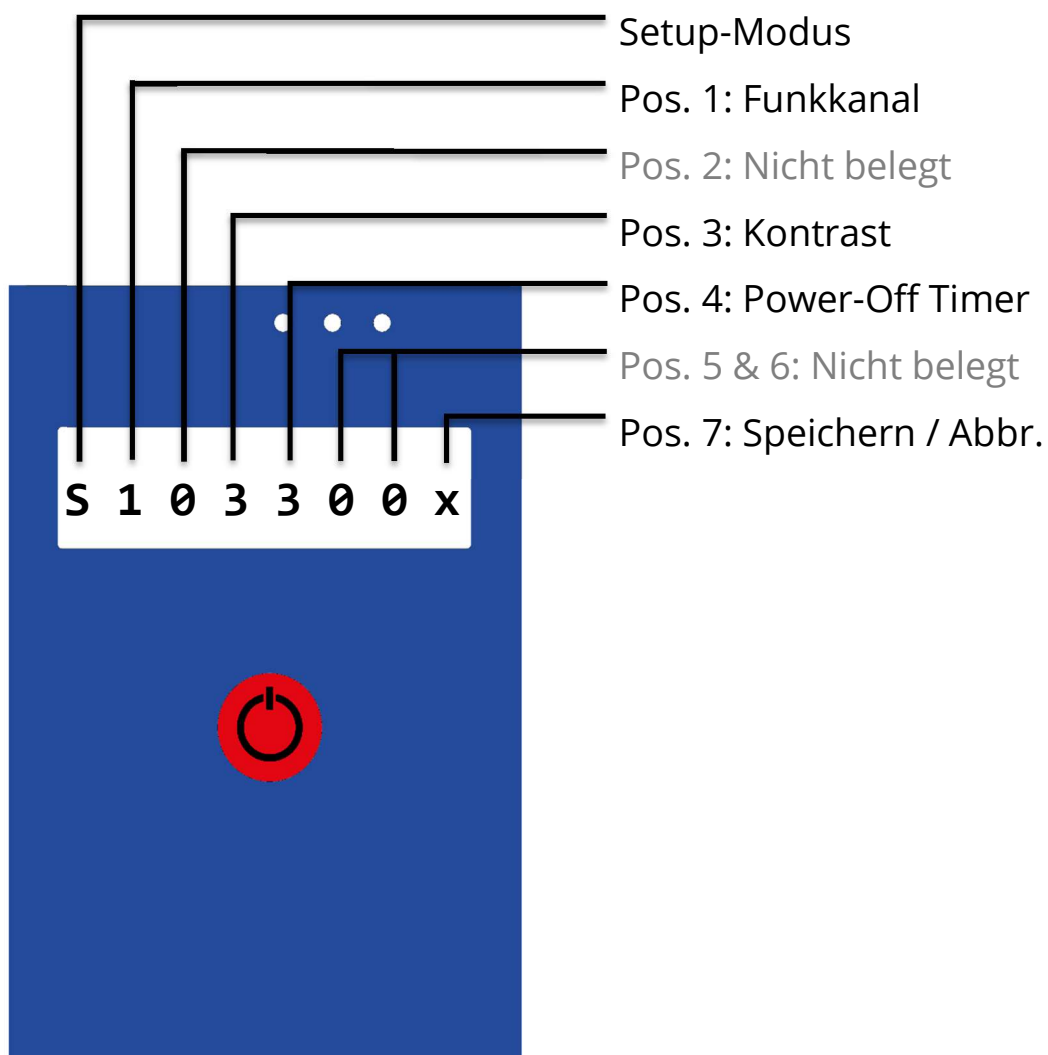 Setup-Modus
Pos. 1: Funkkanal
Pos. 2: Nicht belegt
Pos. 3: Kontrast
Pos. 4: Power-Off Timer
Pos. 5 & 6: Nicht belegt
Pos. 7: Speichern / Abbr.
S 1 0 3 3 0 0 x